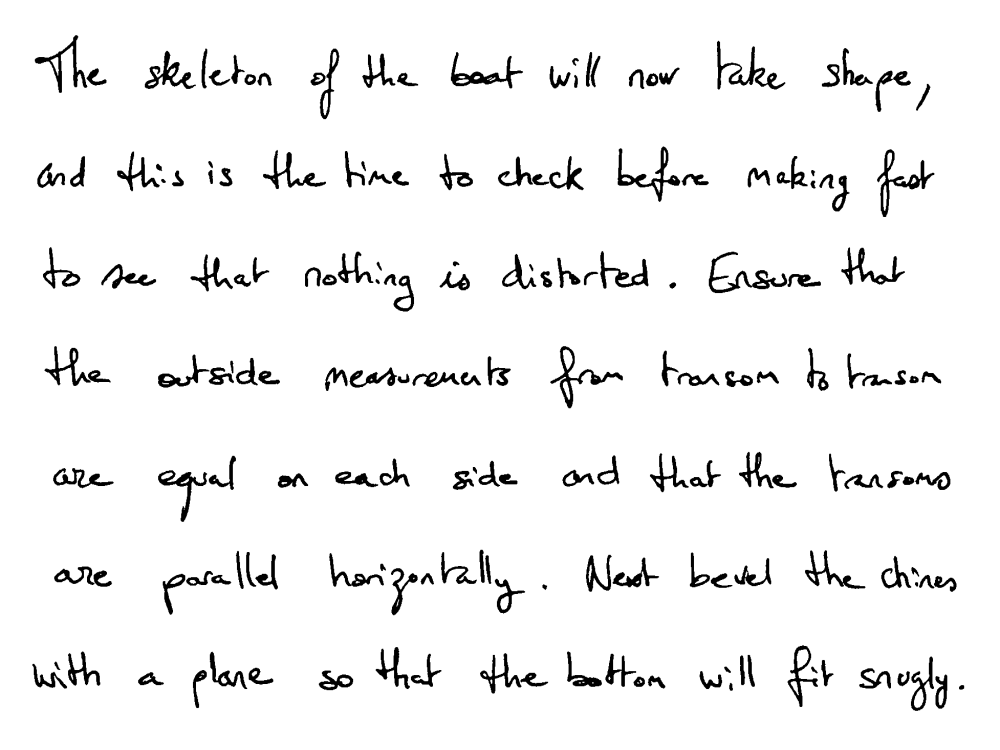 The skeleton of the boat will now take shape,
and this is the time to check before making fast
to see that nothing is distorted. Ensure that
the outside measurements from transom to transom
are equal on each side and that the transoms
are parallel horizontally. Next bevel the chines
with a plane so that the bottom will fit snugly.